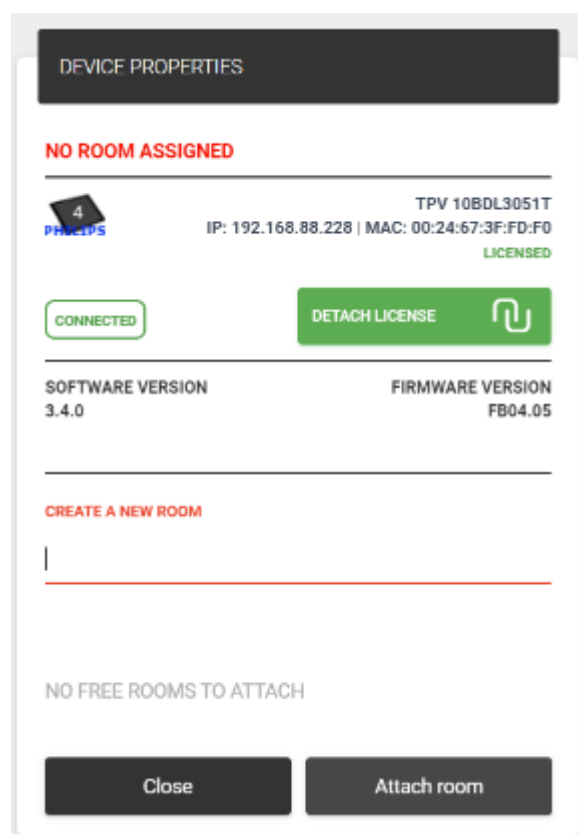 DEVICE PROPERTIES
NO ROOM ASSIGNED
4
PHILIPS
TPV 10BDL3051T
IP: 192.168.88.228 | MAC: 00:24:67:3F:FD:F0
LICENSED
CONNECTED
DETACH LICENSE
SOFTWARE VERSION
3.4.0
FIRMWARE VERSION
FB04.05
CREATE A NEW ROOM
NO FREE ROOMS TO ATTACH
Close
Attach room